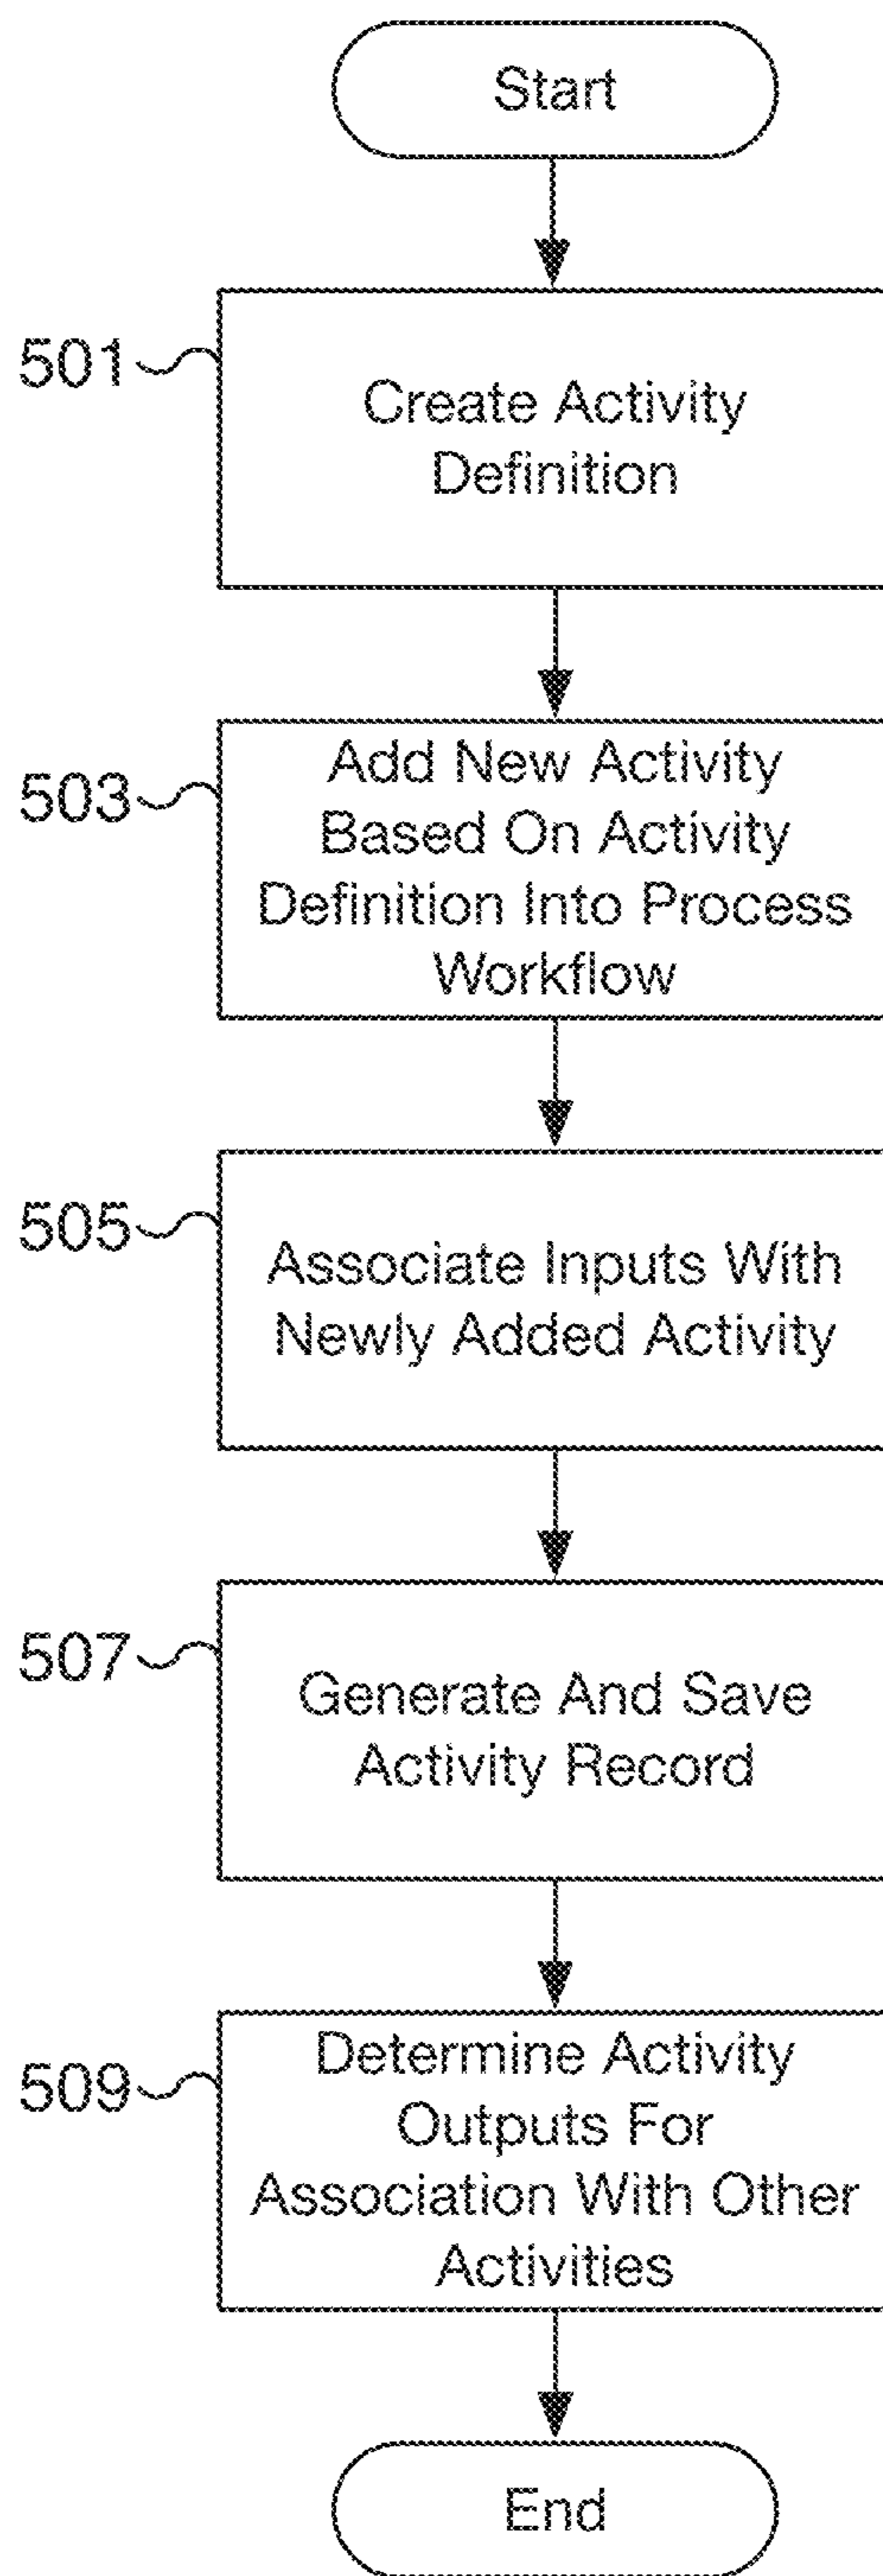 Start
501
Create Activity
Definition
503
Add New Activity
Based On Activity
Definition Into Process
Workflow
505
Associate Inputs With
Newly Added Activity
507
Generate And Save
Activity Record
509
Determine Activity
Outputs For
Association With Other
Activities
End